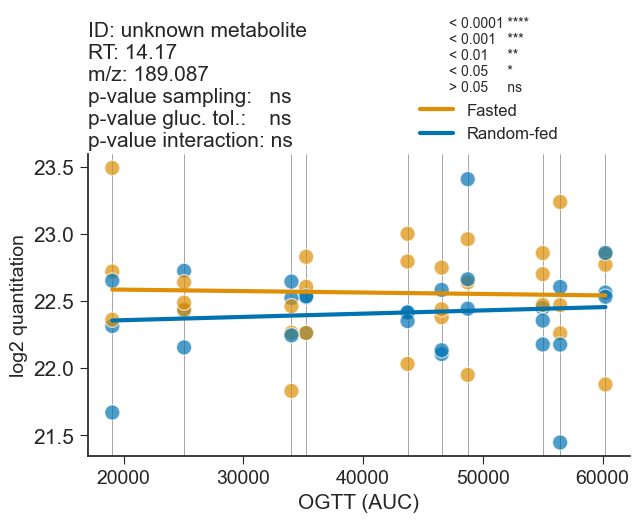 ID: unknown metabolite
RT: 14.17
m/z: 189.087
p-value sampling: ns
p-value gluc. tol.: ns
p-value interaction: ns
< 0.0001 ****
< 0.001 ***
< 0.01 **
< 0.05 *
> 0.05 ns
Fasted
Random-fed
23.5
23.0
22.5
22.0
21.5
log2 quantitation
20000 30000 40000 50000 60000
OGTT (AUC)